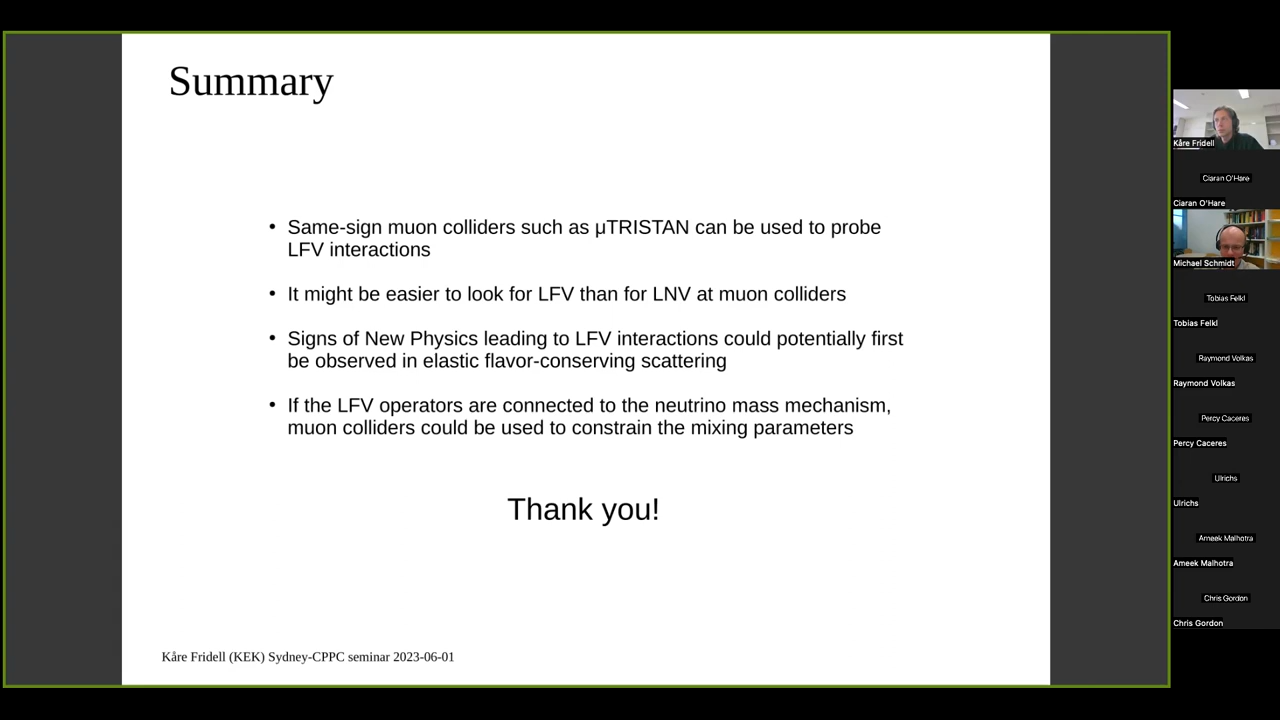 Summary
• Same-sign muon colliders such as μTRISTAN can be used to probe
LFV interactions
• It might be easier to look for LFV than for LNV at muon colliders
• Signs of New Physics leading to LFV interactions could potentially first
be observed in elastic flavor-conserving scattering
• If the LFV operators are connected to the neutrino mass mechanism,
muon colliders could be used to constrain the mixing parameters
Thank you!
Kåre Fridell (KEK) Sydney-CPPC seminar 2023-06-01
Kåre Fridell
Ciaran O'Hare
Ciaran O'Hare
Michael Schmidt
Tobias Felkl
Tobias Felkl
Raymond Volkas
Raymond Volkas
Percy Caceres
Percy Caceres
Ulrichs
Ulrichs
Ameek Malhotra
Ameek Malhotra
Chris Gordon
Chris Gordon